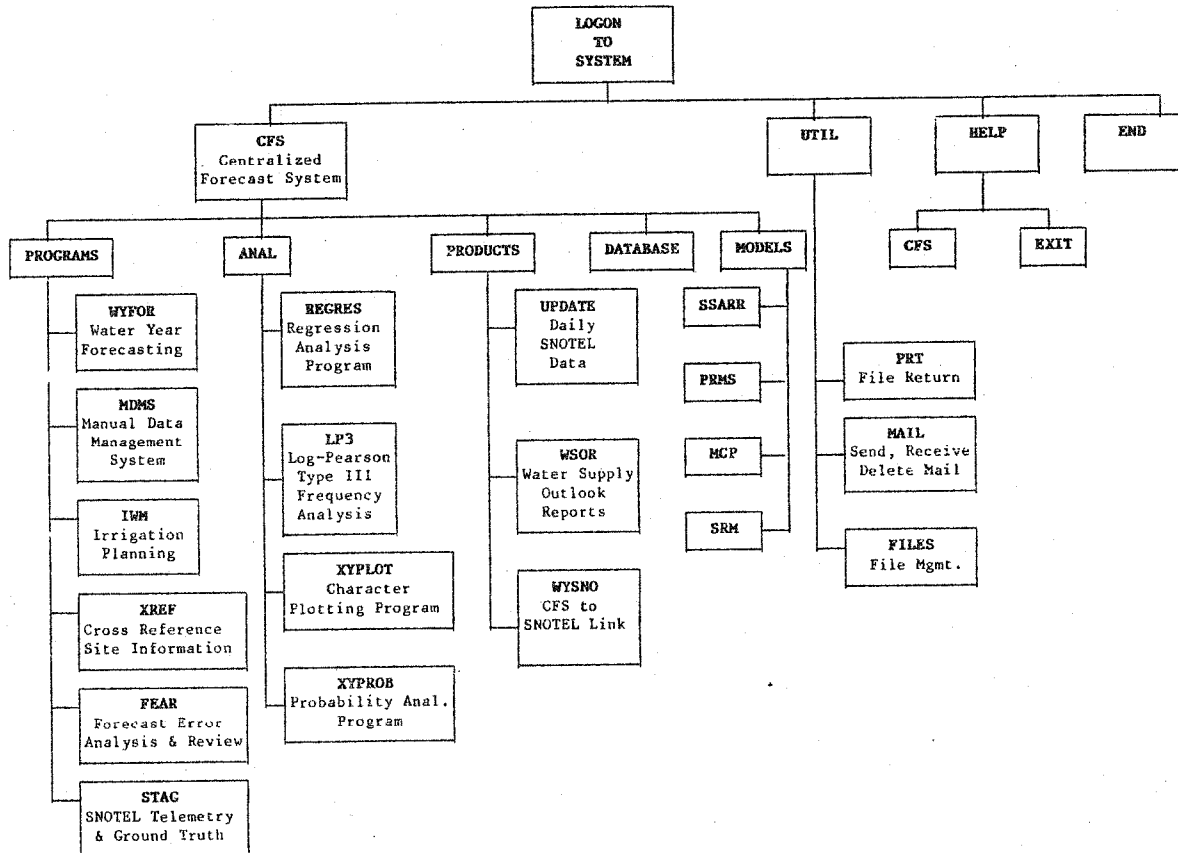 LOGON
TO
SYSTEM
CFS
Centralized
Forecast System
UTIL
HELP
END
PROGRAMS
ANAL
PRODUCTS
DATABASE
MODELS
CFS
EXIT
WYFOR
Water Year
Forecasting
MDMS
Manual Data
Management
System
IWM
Irrigation
Planning
XREF
Cross Reference
Site Information
FEAR
Forecast Error
Analysis & Review
STAG
SNOTEL Telemetry
& Ground Truth
REGRES
Regression
Analysis
Program
LP3
Log-Pearson
Type III
Frequency
Analysis
XYPLOT
Character
Plotting Program
XYPROB
Probability Anal.
Program
UPDATE
Daily
SNOTEL
Data
WSOR
Water Supply
Outlook
Reports
WYSNO
CFS to
SNOTEL Link
SSARR
PRMS
MCP
SRM
PRT
File Return
MAIL
Send, Receive
Delete Mail
FILES
File Mgmt.